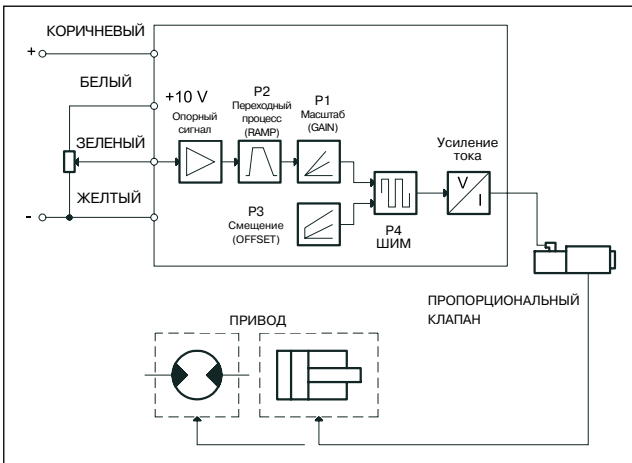 КОРИЧНЕВЫЙ
+
БЕЛЫЙ
+10 V
Опорный
сигнал
P2
Переходный
процесс
(RAMP)
P1
Масштаб
(GAIN)
ЗЕЛЕНЫЙ
Усиление
тока
V
I
ЖЕЛТЫЙ
-
P3
Смещение
(OFFSET)
P4
ШИМ
ПРОПОРЦИОНАЛЬНЫЙ
КЛАПАН
ПРИВОД